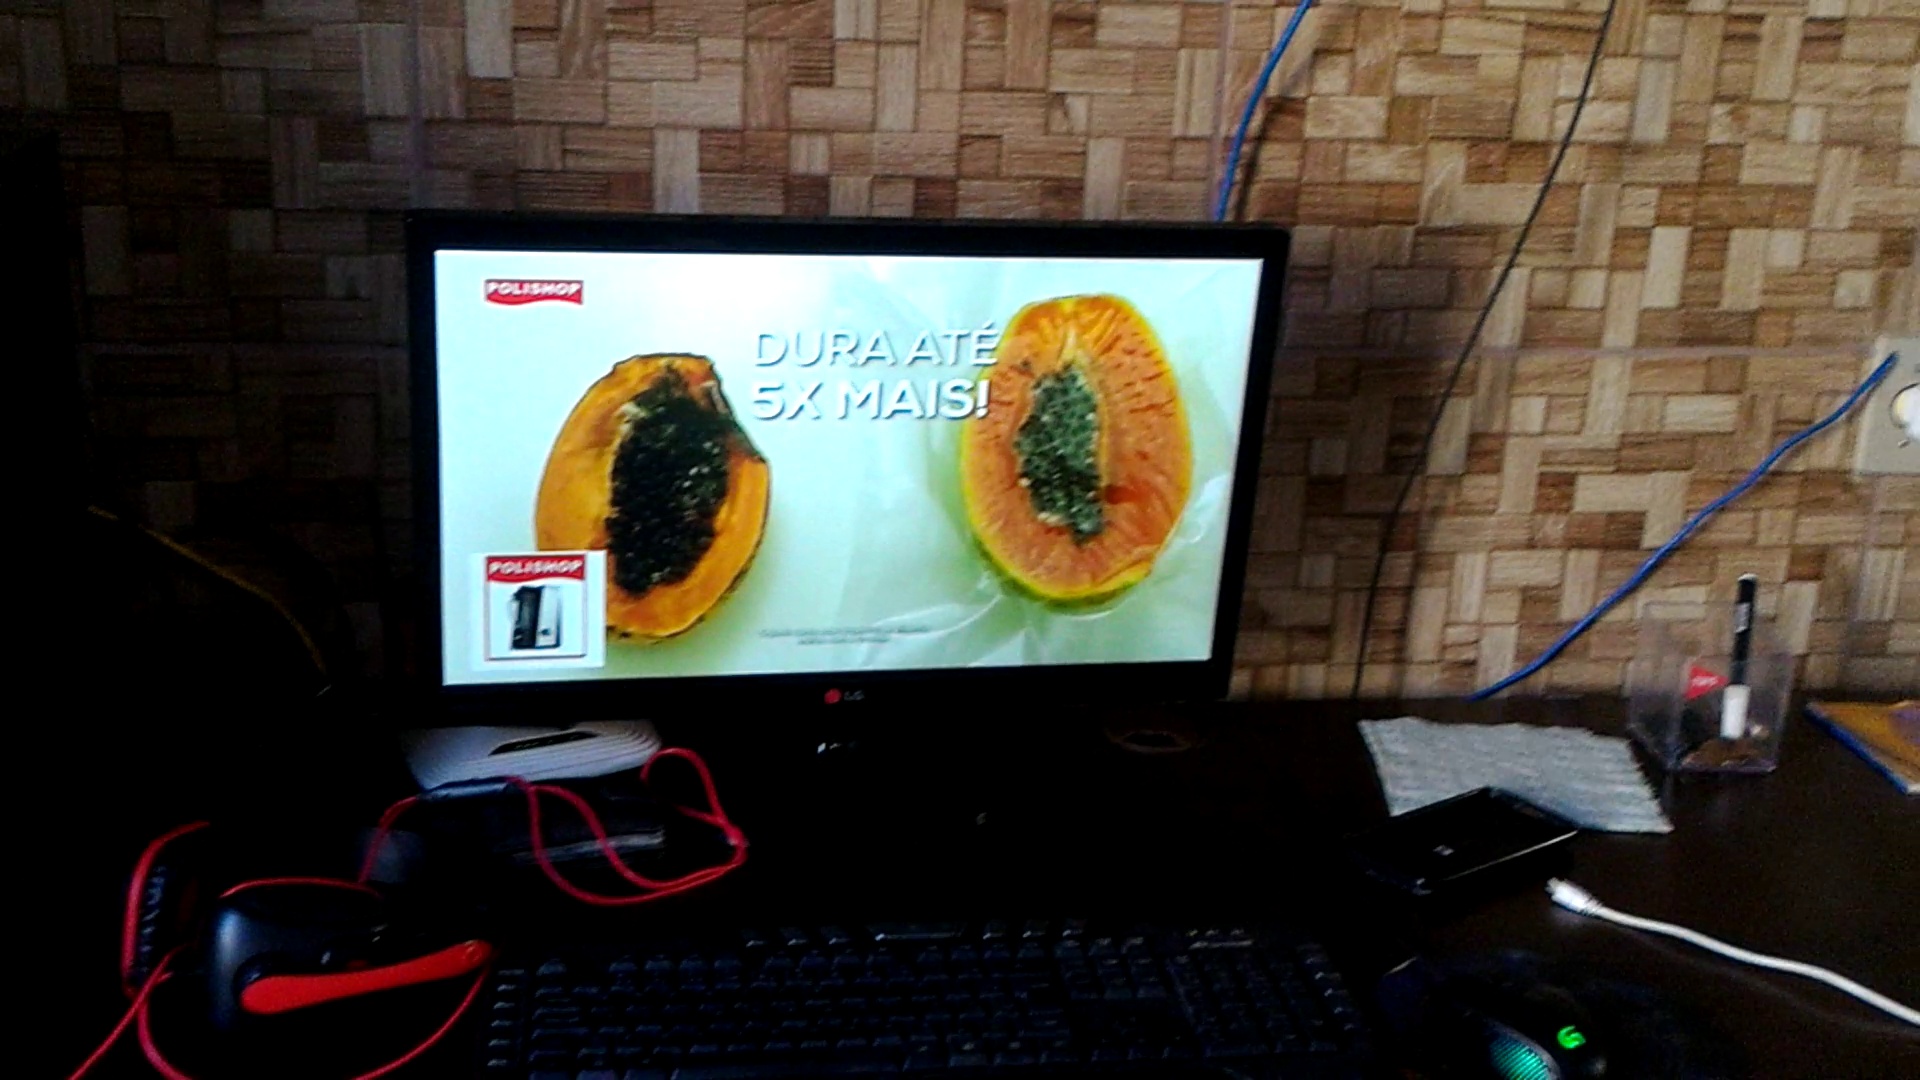 POLISHOP
DURA ATÉ
5X MAIS!
POLISHOP
LG